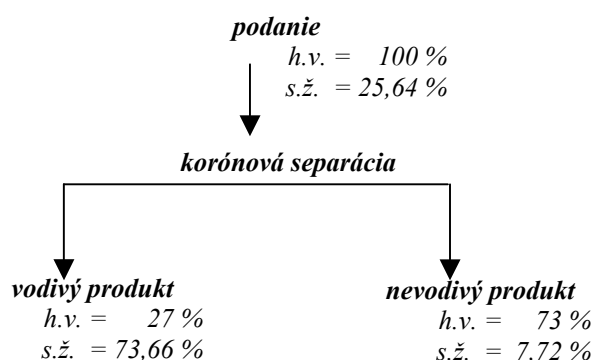 podanie
h.v. = 100 %
s.ž. = 25,64 %
korónová separácia
vodivý produkt
h.v. = 27 %
s.ž. = 73,66 %
nevodivý produkt
h.v. = 73 %
s.ž. = 7,72 %